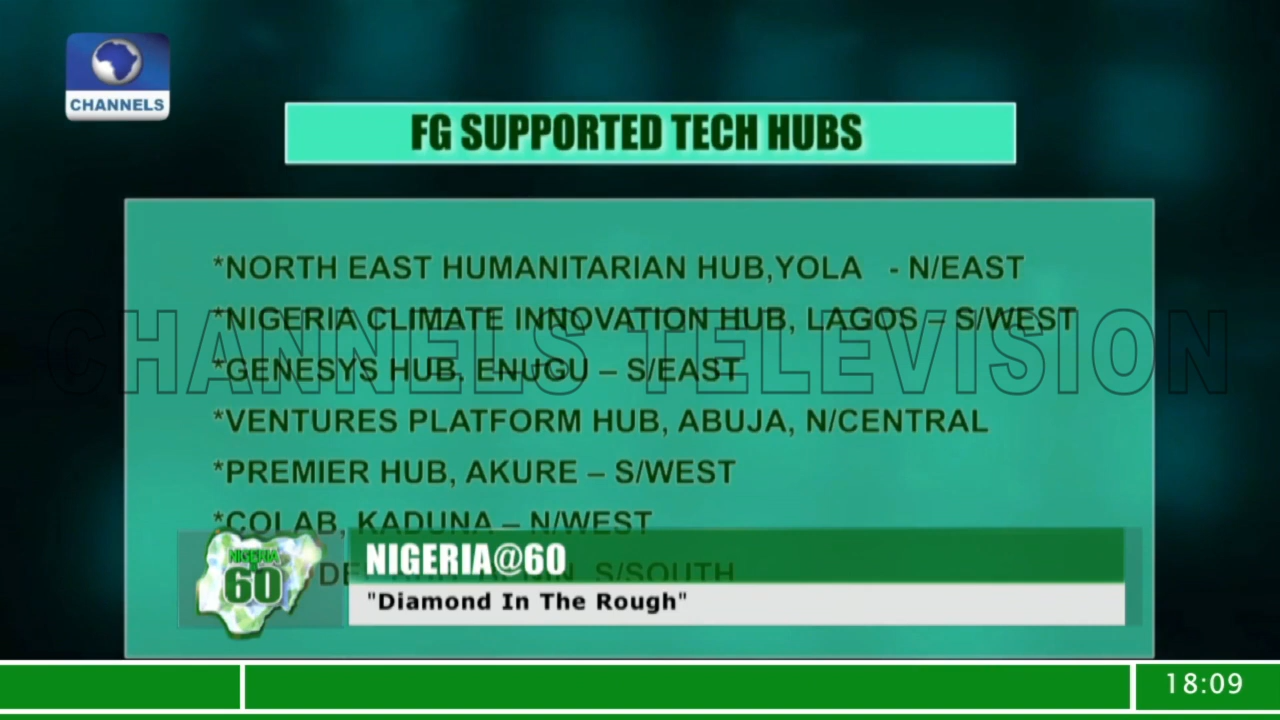 CHANNELS
FG SUPPORTED TECH HUBS
*NORTH EAST HUMANITARIAN HUB,YOLA - N/EAST
*NIGERIA CLIMATE INNOVATION HUB, LAGOS – S/WEST
CHANNELS TELEVISION
*GENESYS HUB, ENUGU – S/EAST
*VENTURES PLATFORM HUB, ABUJA, N/CENTRAL
*PREMIER HUB, AKURE – S/WEST
*COLAB, KADUNA – N/WEST
S/SOUTH
NIGERIA
60
NIGERIA@60
"Diamond In The Rough"
18:09